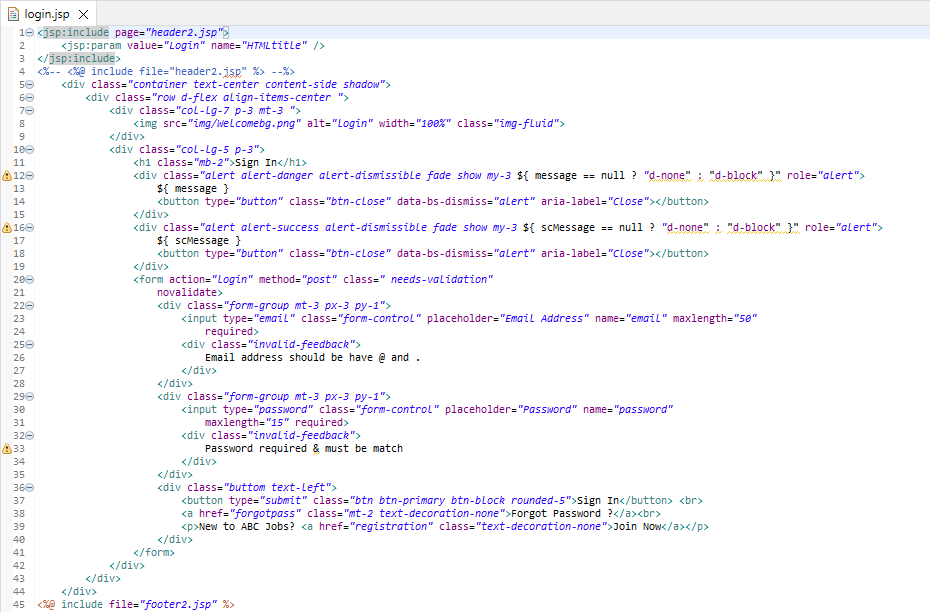 login.jsp
1 <jsp:include page="header2.jsp">
2     <jsp:param value="Login" name="HTMLtitle" />
3 </jsp:include>
4 <%-- <%@ include file="header2.jsp" %> --%>
5     <div class="container text-center content-side shadow">
6         <div class="row d-flex align-items-center ">
7             <div class="col-lg-7 p-3 mt-3 ">
8                 <img src="img/Welcomebg.png" alt="login" width="100%" class="img-fluid">
9             </div>
10             <div class="col-lg-5 p-3">
11                 <h1 class="mb-2">Sign In</h1>
12                 <div class="alert alert-danger alert-dismissible fade show my-3 ${ message == null ? "d-none" : "d-block" }" role="alert">
13                     ${ message }
14                     <button type="button" class="btn-close" data-bs-dismiss="alert" aria-label="Close"></button>
15                 </div>
16                 <div class="alert alert-success alert-dismissible fade show my-3 ${ scMessage == null ? "d-none" : "d-block" }" role="alert">
17                     ${ scMessage }
18                     <button type="button" class="btn-close" data-bs-dismiss="alert" aria-label="Close"></button>
19                 </div>
20                 <form action="login" method="post" class=" needs-validation"
21                     novalidate>
22                     <div class="form-group mt-3 px-3 py-1">
23                         <input type="email" class="form-control" placeholder="Email Address" name="email" maxlength="50"
24                             required>
25                         <div class="invalid-feedback">
26                             Email address should be have @ and .
27                         </div>
28                     </div>
29                     <div class="form-group mt-3 px-3 py-1">
30                         <input type="password" class="form-control" placeholder="Password" name="password"
31                             maxlength="15" required>
32                         <div class="invalid-feedback">
33                             Password required & must be match
34                         </div>
35                     </div>
36                     <div class="buttom text-left">
37                         <button type="submit" class="btn btn-primary btn-block rounded-5">Sign In</button> <br>
38                         <a href="forgotpass" class="mt-2 text-decoration-none">Forgot Password ?</a><br>
39                         <p>New to ABC Jobs? <a href="registration" class="text-decoration-none">Join Now</a></p>
40                     </div>
41                 </form>
42             </div>
43         </div>
44     </div>
45 <%@ include file="footer2.jsp" %>